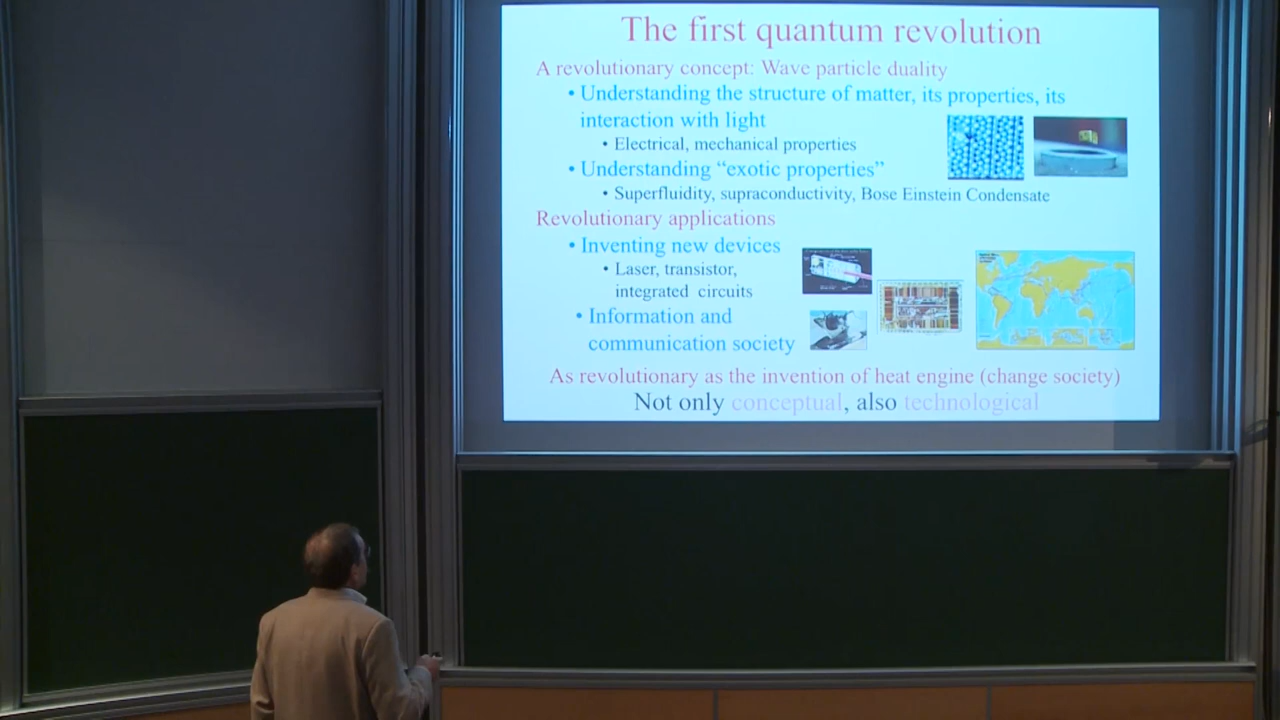 The first quantum revolution
A revolutionary concept: Wave particle duality
• Understanding the structure of matter, its properties, its
interaction with light
• Electrical, mechanical properties
• Understanding “exotic properties”
• Superfluidity, supraconductivity, Bose Einstein Condensate
Revolutionary applications
• Inventing new devices
• Laser, transistor,
integrated circuits
• Information and
communication society
As revolutionary as the invention of heat engine (change society)
Not only conceptual, also technological